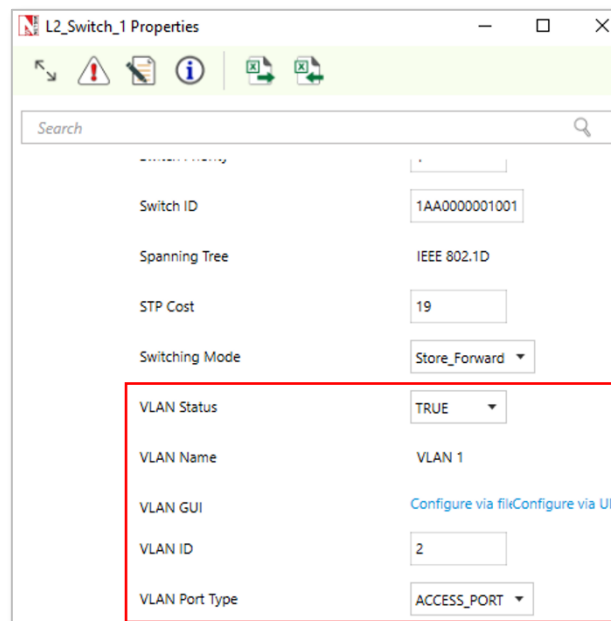 L2_Switch_1 Properties
Search
Switch ID 1AA0000001001
Spanning Tree IEEE 802.1D
STP Cost 19
Switching Mode Store_Forward
VLAN Status TRUE
VLAN Name VLAN 1
VLAN GUI Configure via file Configure via UI
VLAN ID 2
VLAN Port Type ACCESS_PORT